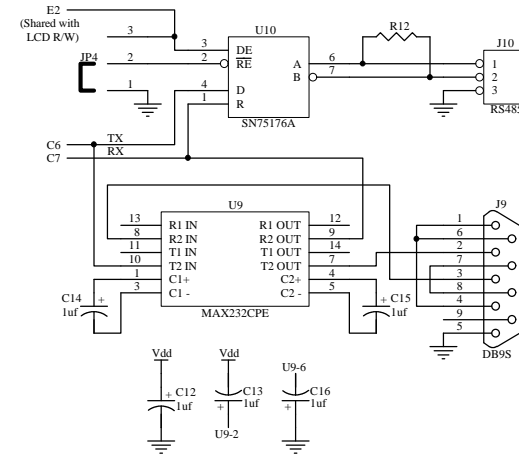 E2
(Shared with
LCD R/W)
3
JP4
2
1
U10
3 DE
2 RE
4 D
1 R
A 6
B 7
SN75176A
R12
J10
1
2
3
RS485
C6 TX
C7 RX
U9
13 R1 IN R1 OUT 12
8 R2 IN R2 OUT 9
11 T1 IN T1 OUT 14
10 T2 IN T2 OUT 7
1 C1+ C2+ 4
3 C1 - C2 - 5
MAX232CPE
C14
1uf
+
C15
1uf
+
J9
1
6
2
7
3
8
4
9
5
DB9S
Vdd
+ C12
1uf
Vdd
C13
+ 1uf
U9-2
U9-6
C16
+ 1uf